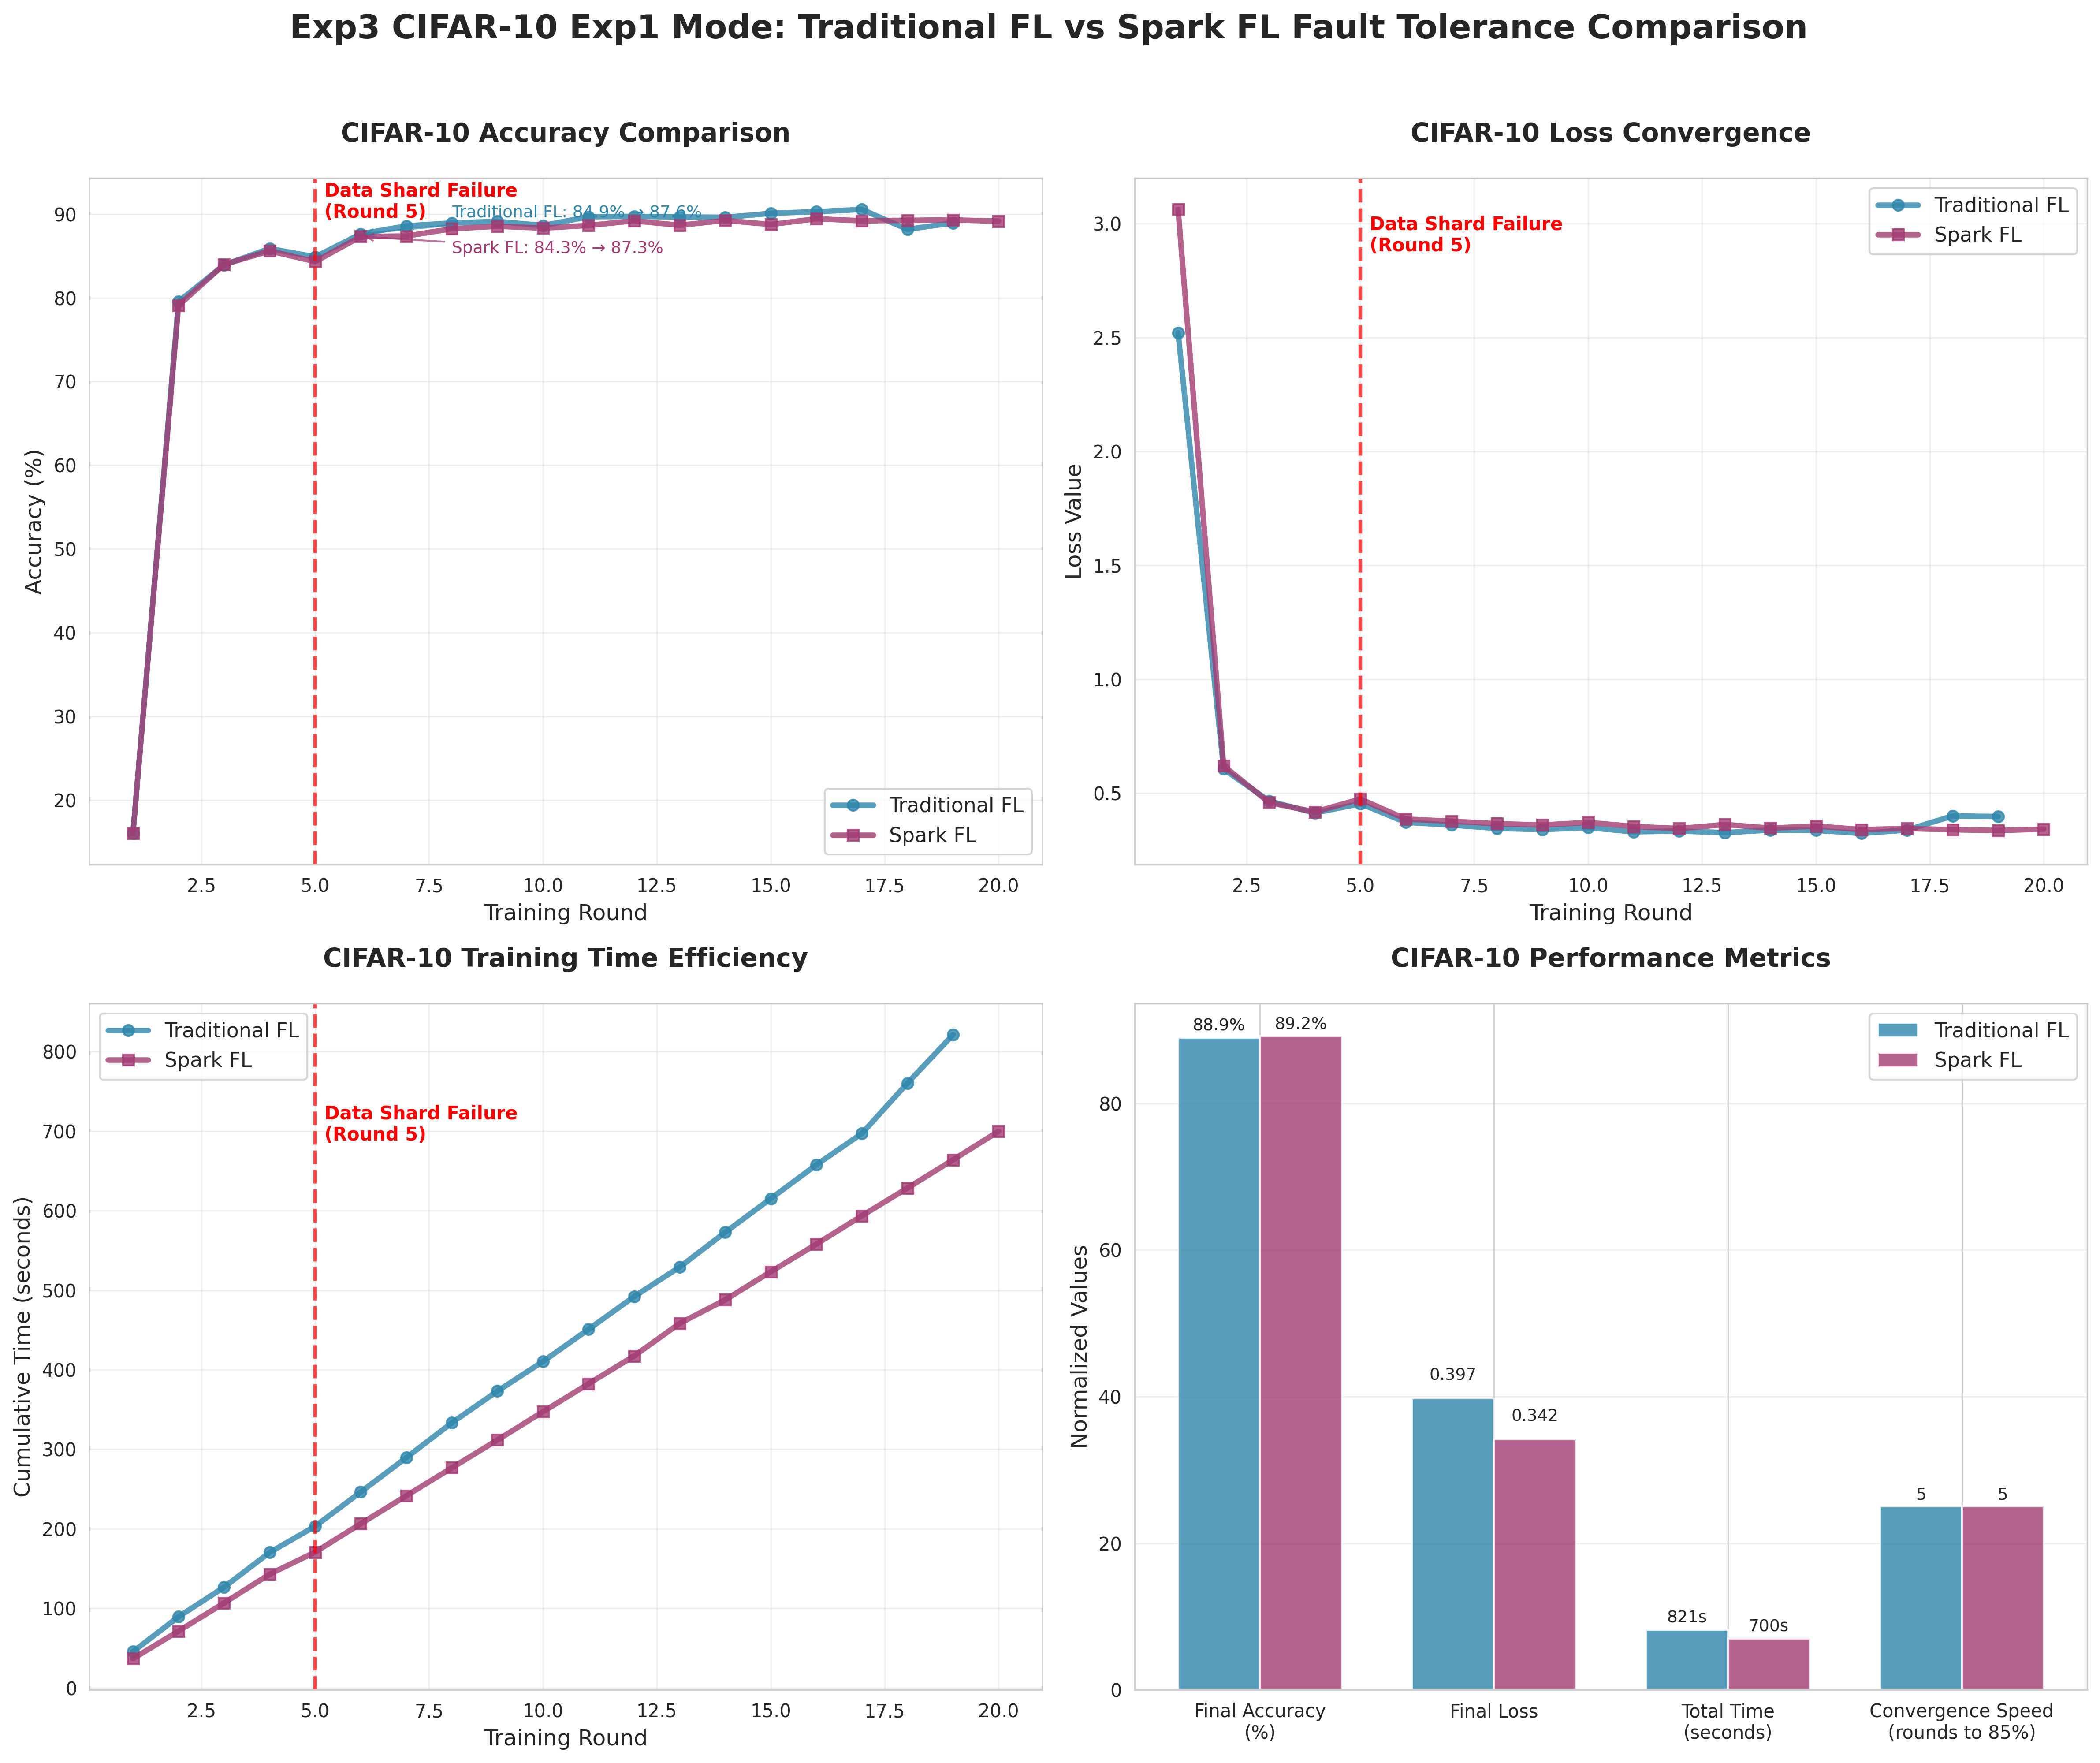 Exp3 CIFAR-10 Exp1 Mode: Traditional FL vs Spark FL Fault Tolerance Comparison
CIFAR-10 Accuracy Comparison
Data Shard Failure
(Round 5)
Traditional FL: 84.9% → 87.6%
Spark FL: 84.3% → 87.3%
90
80
70
60
50
40
30
20
Accuracy (%)
Traditional FL
Spark FL
2.5 5.0 7.5 10.0 12.5 15.0 17.5 20.0
Training Round
CIFAR-10 Loss Convergence
Data Shard Failure
(Round 5)
Traditional FL
Spark FL
3.0
2.5
2.0
1.5
1.0
0.5
Loss Value
2.5 5.0 7.5 10.0 12.5 15.0 17.5 20.0
Training Round
CIFAR-10 Training Time Efficiency
Traditional FL
Spark FL
Data Shard Failure
(Round 5)
800
700
600
500
400
300
200
100
0
Cumulative Time (seconds)
2.5 5.0 7.5 10.0 12.5 15.0 17.5 20.0
Training Round
CIFAR-10 Performance Metrics
Traditional FL
Spark FL
88.9% 89.2%
0.397
0.342
821s 700s
5 5
80
60
40
20
0
Normalized Values
Final Accuracy
(%)
Final Loss
Total Time
(seconds)
Convergence Speed
(rounds to 85%)